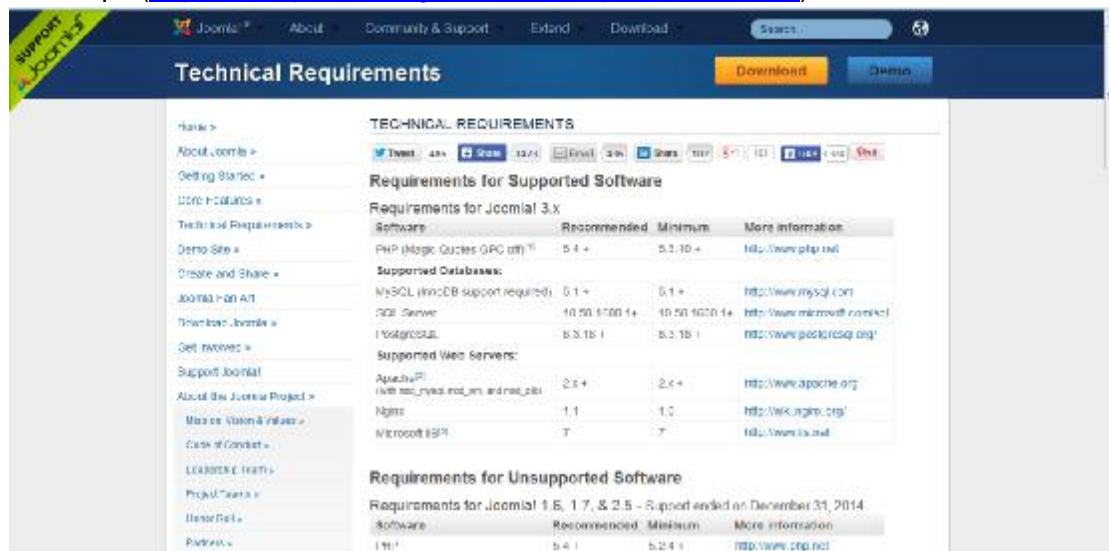 SUPPORT
Joomla!
Joomla!® About Community & Support Extend Download Search...
Technical Requirements Download Demo
Home »
About Joomla »
Getting Started »
Core Features »
Technical Requirements »
Demo Site »
Create and Share »
Joomla Fan Art
Download Joomla »
Get Involved »
Support Joomla!
About the Joomla Project »
Mission, Vision & Values »
Code of Conduct »
Leadership Team »
Project Teams »
Honor Roll »
Partners »
TECHNICAL REQUIREMENTS
Tweet Share Email Share
Requirements for Supported Software
Requirements for Joomla! 3.x
Software Recommended Minimum More information
PHP (Magic Quotes GPC off) 5.4 + 5.3.10 + http://www.php.net
Supported Databases:
MySQL (InnoDB support required) 5.1 + 5.1 + http://www.mysql.com
SQL Server 10.50.1600.1+ 10.50.1600.1+ http://www.microsoft.com/sql
PostgreSQL 8.3.18 + 8.3.18 + http://www.postgresql.org/
Supported Web Servers:
Apache[2] 2.x + 2.x + http://www.apache.org
Nginx 1.1 1.0 http://wiki.nginx.org/
Microsoft IIS 7 7 http://www.iis.net
Requirements for Unsupported Software
Requirements for Joomla! 1.6, 1.7, & 2.5 - Support ended on December 31, 2014
Software Recommended Minimum More information
PHP 5.4 + 5.2.4 + http://www.php.net